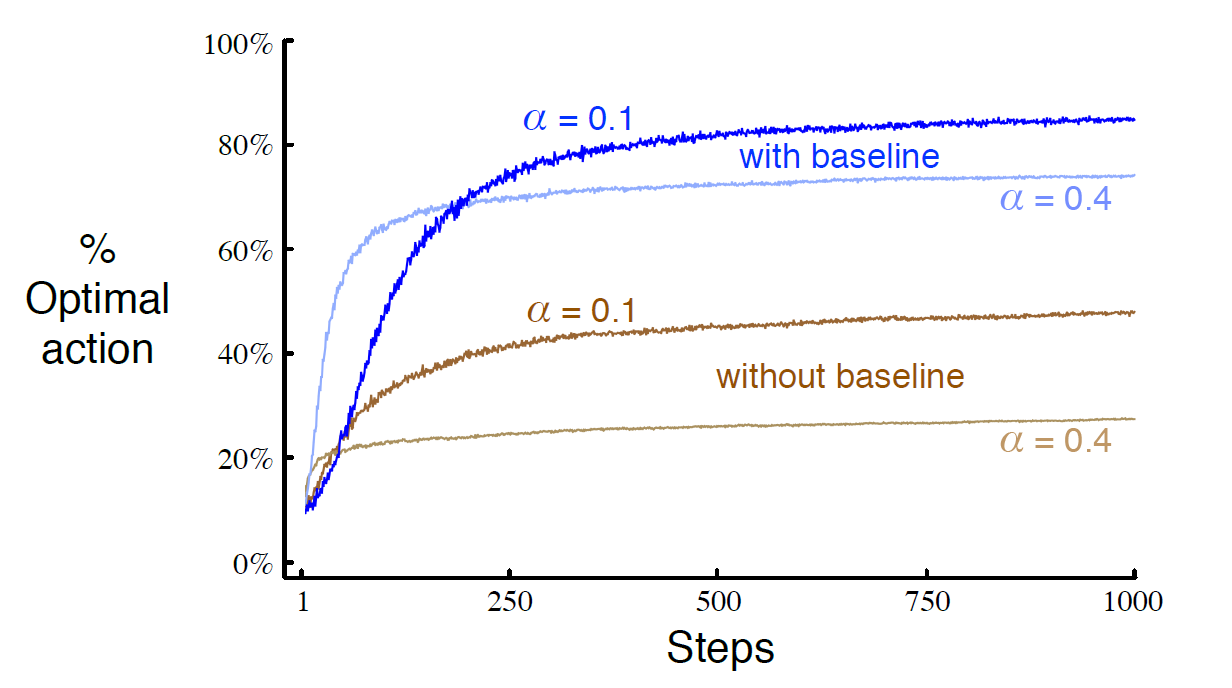 100%
α = 0.1
80%
with baseline
α = 0.4
60%
%
Optimal
action
α = 0.1
40%
without baseline
α = 0.4
20%
0%
1 250 500 750 1000
Steps